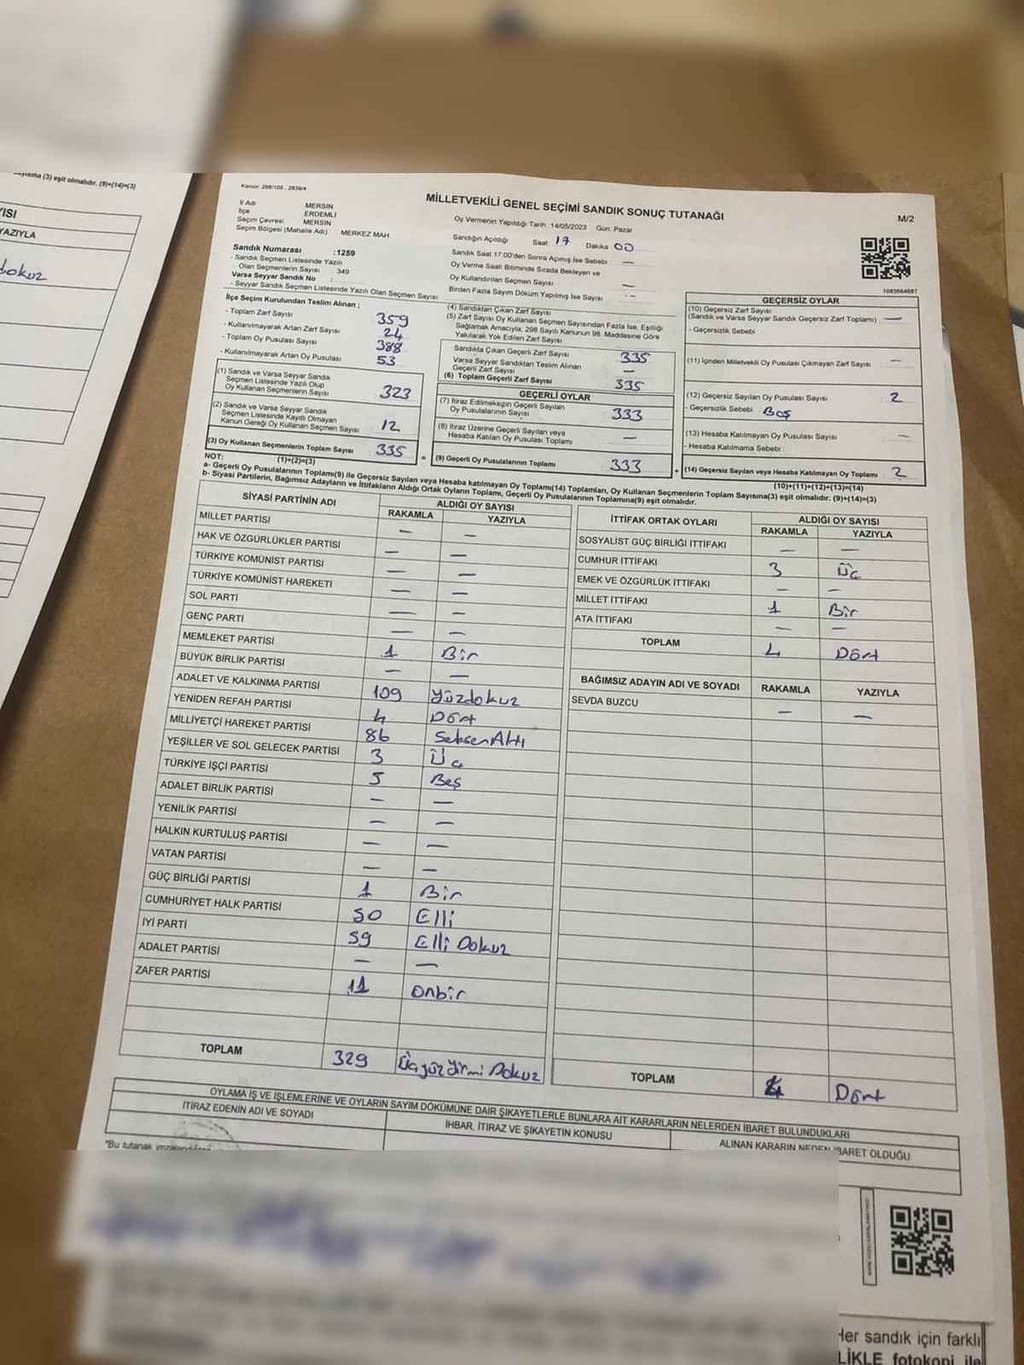 ayısına (3) eşit olmalıdır. (9)+(14)=(3)
YISI
YAZIYLA
dokuz
Kanun: 298/105 , 2839/4
M/2
MİLLETVEKİLİ GENEL SEÇİMİ SANDIK SONUÇ TUTANAĞI
İl Adı MERSİN
İlçe ERDEMLİ
Seçim Çevresi MERSİN
Seçim Bölgesi (Mahalle Adı) MERKEZ MAH
Oy Vermenin Yapıldığı Tarih :14/05/2023 Gün: Pazar
Sandığın Açıldığı Saat 17 Dakika 00
Sandık Numarası :1259
- Sandık Seçmen Listesinde Yazılı
Olan Seçmenlerin Sayısı 349
Varsa Seyyar Sandık No
- Seyyar Sandık Seçmen Listesinde Yazılı Olan Seçmen Sayısı
Sandık Saat 17:00'den Sonra Açılmış İse Sebebi —
Oy Verme Saati Bitiminde Sırada Bekleyen ve
Oy Kullandırılan Seçmen Sayısı —
Birden Fazla Sayım Döküm Yapılmış İse Sayısı —
1083664687
İlçe Seçim Kurulundan Teslim Alınan ;
- Toplam Zarf Sayısı 359
- Kullanılmayarak Artan Zarf Sayısı 24
- Toplam Oy Pusulası Sayısı 388
- Kullanılmayarak Artan Oy Pusulası 53
(1) Sandık ve Varsa Seyyar Sandık
Seçmen Listesinde Yazılı Olup
Oy Kullanan Seçmenlerin Sayısı 323
(2) Sandık ve Varsa Seyyar Sandık
Seçmen Listesinde Kayıtlı Olmayan
Kanun Gereği Oy Kullanan Seçmen Sayısı 12
(3) Oy Kullanan Seçmenlerin Toplam Sayısı 335
(1)+(2)=(3)
(4) Sandıktan Çıkan Zarf Sayısı
(5) Zarf Sayısı Oy Kullanan Seçmen Sayısından Fazla İse, Eşitliği
Sağlamak Amacıyla, 298 Sayılı Kanunun 98. Maddesine Göre
Yakılarak Yok Edilen Zarf Sayısı
Sandıkta Çıkan Geçerli Zarf Sayısı 335
Varsa Seyyar Sandıktan Teslim Alınan
Geçerli Zarf Sayısı —
(6) Toplam Geçerli Zarf Sayısı 335
GEÇERLİ OYLAR
(7) İtiraz Edilmeksizin Geçerli Sayılan
Oy Pusulalarının Sayısı 333
(8) İtiraz Üzerine Geçerli Sayılan veya
Hesaba Katılan Oy Pusulası Toplamı —
= (9) Geçerli Oy Pusulalarının Toplamı 333
GEÇERSİZ OYLAR
(10) Geçersiz Zarf Sayısı
(Sandık ve Varsa Seyyar Sandık Geçersiz Zarf Toplamı) —
- Geçersizlik Sebebi
(11) İçinden Milletvekili Oy Pusulası Çıkmayan Zarf Sayısı —
(12) Geçersiz Sayılan Oy Pusulası Sayısı 2
- Geçersizlik Sebebi Boş
(13) Hesaba Katılmayan Oy Pusulası Sayısı —
- Hesaba Katılmama Sebebi :
+ (14) Geçersiz Sayılan veya Hesaba Katılmayan Oy Toplamı 2
(10)+(11)+(12)+(13)=(14)
NOT:
a- Geçerli Oy Pusulalarının Toplamı(9) ile Geçersiz Sayılan veya Hesaba katılmayan Oy Toplamı(14) Toplamları, Oy Kullanan Seçmenlerin Toplam Sayısına(3) eşit olmalıdır. (9)+(14)=(3)
b- Siyasi Partilerin, Bağımsız Adayların ve İttifakların Aldığı Ortak Oyların Toplamı, Geçerli Oy Pusulalarının Toplamına(9) eşit olmalıdır.
SİYASİ PARTİNİN ADI ALDIĞI OY SAYISI
RAKAMLA YAZIYLA
MİLLET PARTİSİ — —
HAK VE ÖZGÜRLÜKLER PARTİSİ — —
TÜRKİYE KOMÜNİST PARTİSİ — —
TÜRKİYE KOMÜNİST HAREKETİ — —
SOL PARTİ — —
GENÇ PARTİ — —
MEMLEKET PARTİSİ 1 Bir
BÜYÜK BİRLİK PARTİSİ — —
ADALET VE KALKINMA PARTİSİ 109 Yüzdokuz
YENİDEN REFAH PARTİSİ 4 Dört
MİLLİYETÇİ HAREKET PARTİSİ 86 SeksenAltı
YEŞİLLER VE SOL GELECEK PARTİSİ 3 Üç
TÜRKİYE İŞÇİ PARTİSİ 5 Beş
ADALET BİRLİK PARTİSİ — —
YENİLİK PARTİSİ — —
HALKIN KURTULUŞ PARTİSİ — —
VATAN PARTİSİ — —
GÜÇ BİRLİĞİ PARTİSİ 1 Bir
CUMHURİYET HALK PARTİSİ 50 Elli
İYİ PARTİ 59 Elli Dokuz
ADALET PARTİSİ — —
ZAFER PARTİSİ 11 Onbir
TOPLAM 329 Üçyüz Yirmi Dokuz
İTTİFAK ORTAK OYLARI ALDIĞI OY SAYISI
RAKAMLA YAZIYLA
SOSYALİST GÜÇ BİRLİĞİ İTTİFAKI — —
CUMHUR İTTİFAKI 3 Üç
EMEK VE ÖZGÜRLÜK İTTİFAKI — —
MİLLET İTTİFAKI 1 Bir
ATA İTTİFAKI — —
TOPLAM 4 Dört
BAĞIMSIZ ADAYIN ADI VE SOYADI RAKAMLA YAZIYLA
SEVDA BUZCU — —
TOPLAM 4 Dört
OYLAMA İŞ VE İŞLEMLERİNE VE OYLARIN SAYIM DÖKÜMÜNE DAİR ŞİKAYETLERLE BUNLARA AİT KARARLARIN NELERDEN İBARET BULUNDUKLARI
İTİRAZ EDENİN ADI VE SOYADI
İHBAR, İTİRAZ VE ŞİKAYETİN KONUSU
ALINAN KARARIN NEDEN İBARET OLDUĞU
"Bu tutanak
Her sandık için farklı
LİKLE fotokopi ile